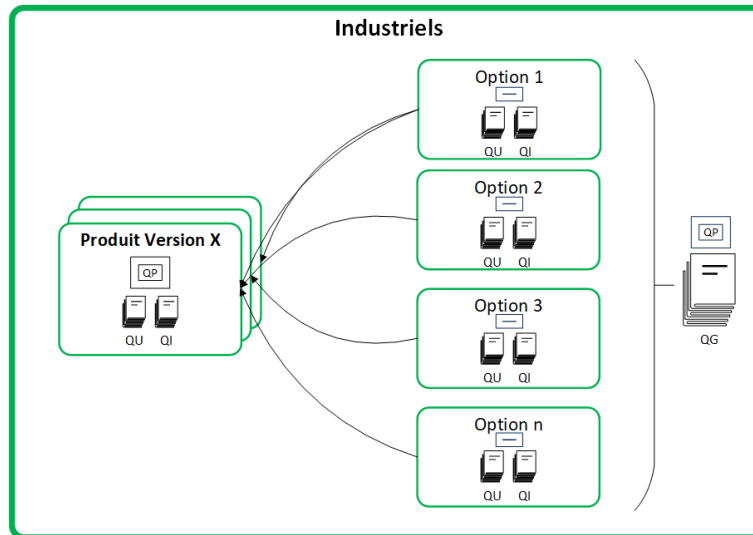 Industriels
Option 1
QU QI
Option 2
QU QI
Produit Version X
QP
QU QI
Option 3
QU QI
Option n
QU QI
QP
QG